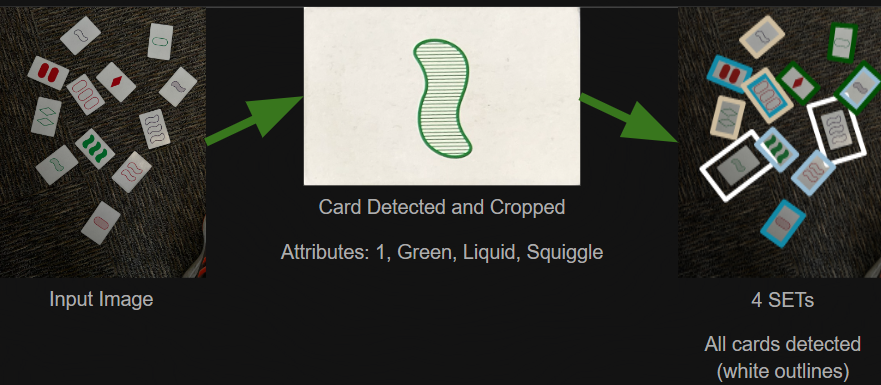 Card Detected and Cropped
Attributes: 1, Green, Liquid, Squiggle
Input Image
4 SETs
All cards detected
(white outlines)